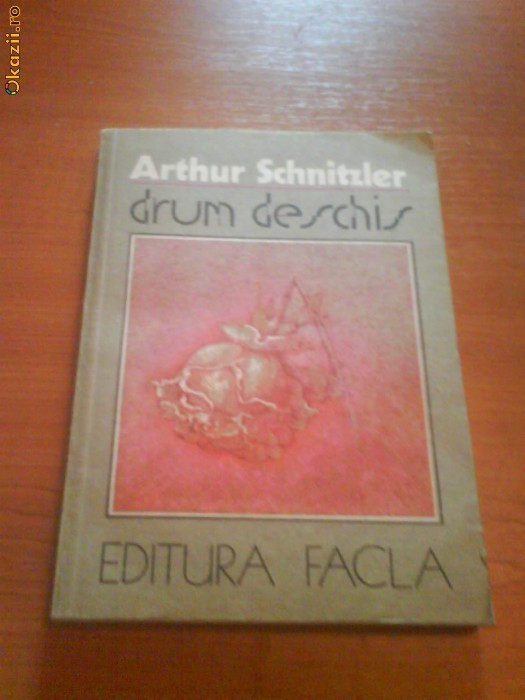 Okazii.ro
Arthur Schnitzler
drum deschis
EDITURA FACLA